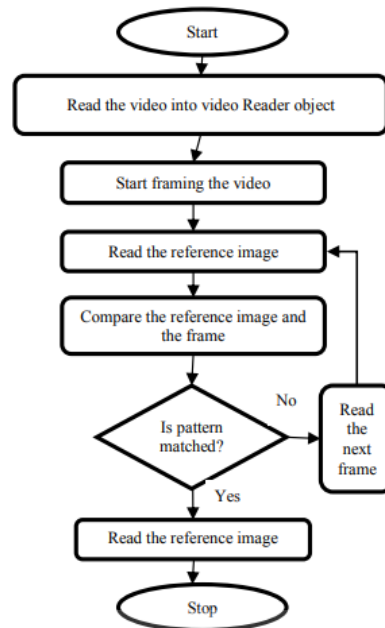 Start
Read the video into video Reader object
Start framing the video
Read the reference image
Compare the reference image and
the frame
Is pattern
matched?
No
Read
the
next
frame
Yes
Read the reference image
Stop